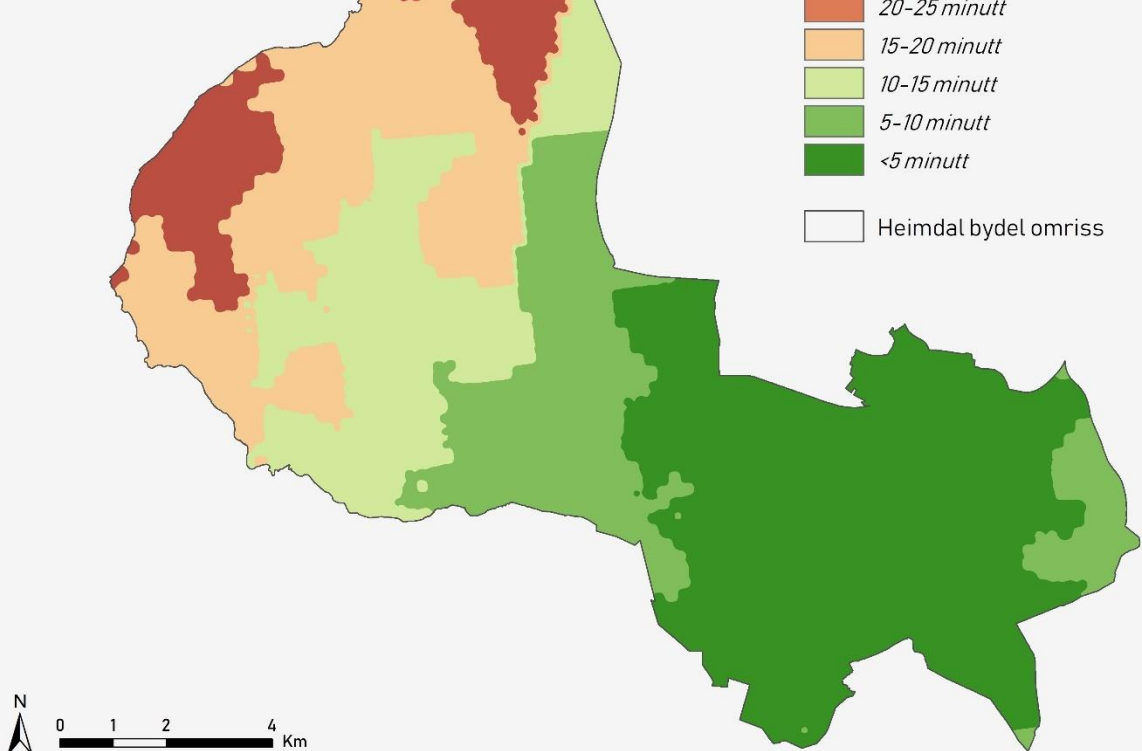 20-25 minutt
15-20 minutt
10-15 minutt
5-10 minutt
<5 minutt
Heimdal bydel omriss
N
0 1 2 4
Km